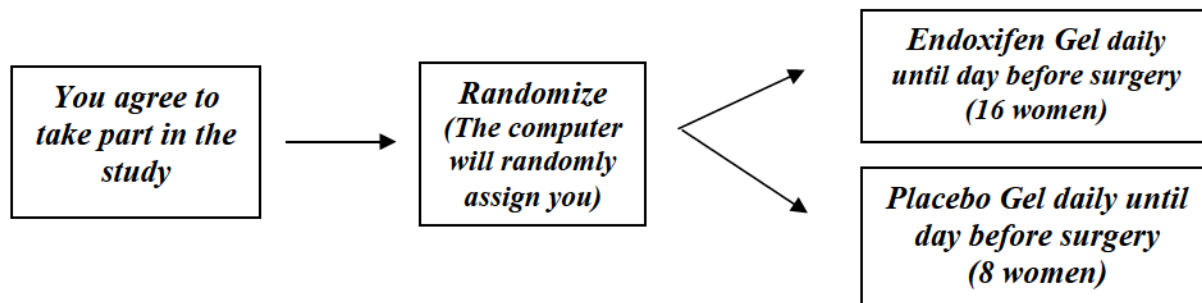 You agree to
take part in the
study
Randomize
(The computer
will randomly
assign you)
Endoxifen Gel daily
until day before surgery
(16 women)
Placebo Gel daily until
day before surgery
(8 women)